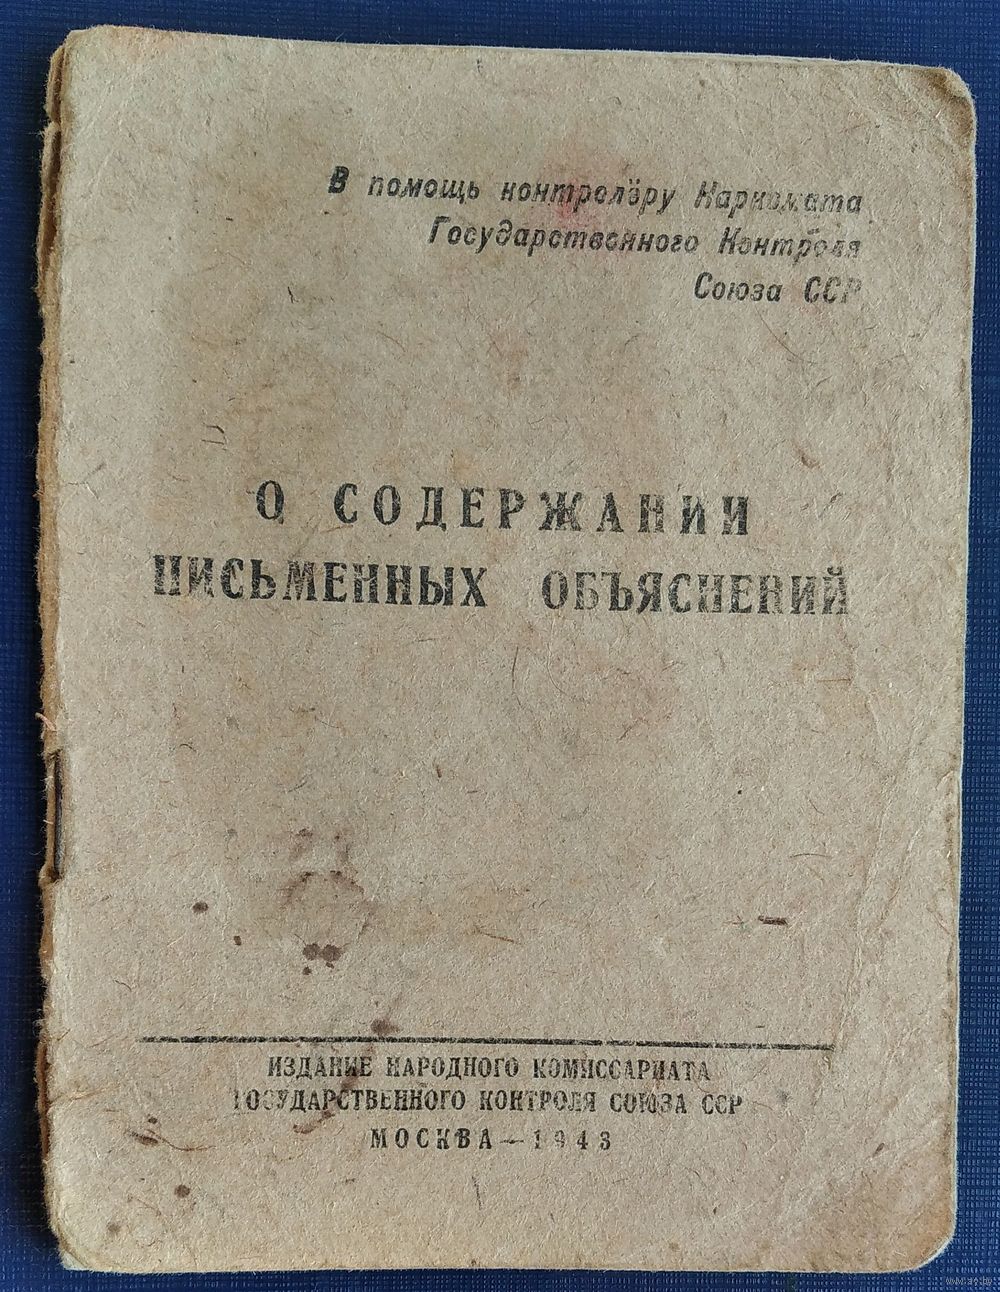 В помощь контролёру Наркомата
Государственного Контроля
Союза ССР
О СОДЕРЖАНИИ
ПИСЬМЕННЫХ ОБЪЯСНЕНИЙ
ИЗДАНИЕ НАРОДНОГО КОМИССАРИАТА
ГОСУДАРСТВЕННОГО КОНТРОЛЯ СОЮЗА ССР
МОСКВА—1943